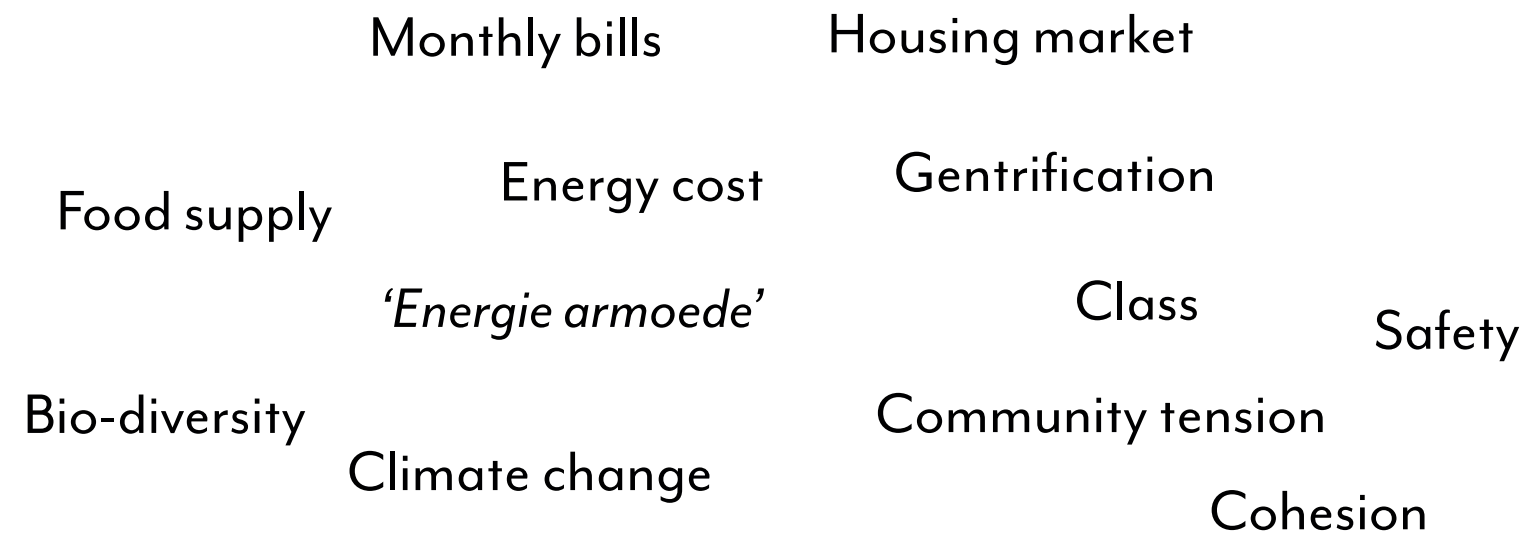 Monthly bills
Housing market
Energy cost
Gentrification
Food supply
‘Energie armoede’
Class
Safety
Bio-diversity
Community tension
Climate change
Cohesion